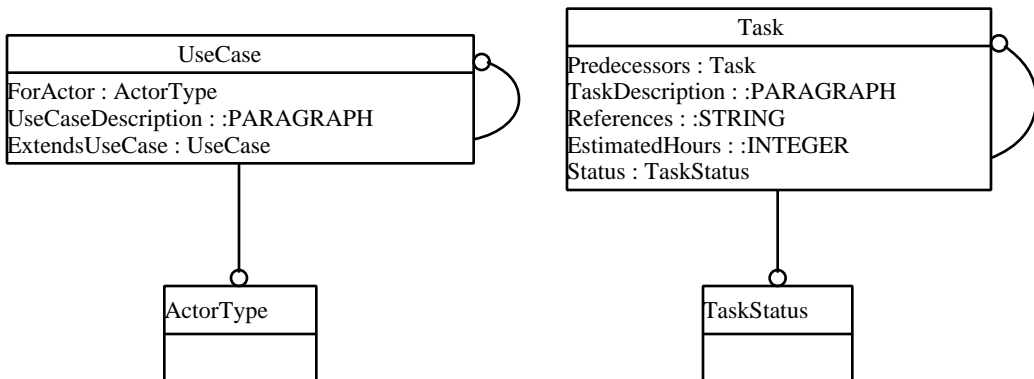 UseCase
ForActor : ActorType
UseCaseDescription : :PARAGRAPH
ExtendsUseCase : UseCase
ActorType
Task
Predecessors : Task
TaskDescription : :PARAGRAPH
References : :STRING
EstimatedHours : :INTEGER
Status : TaskStatus
TaskStatus